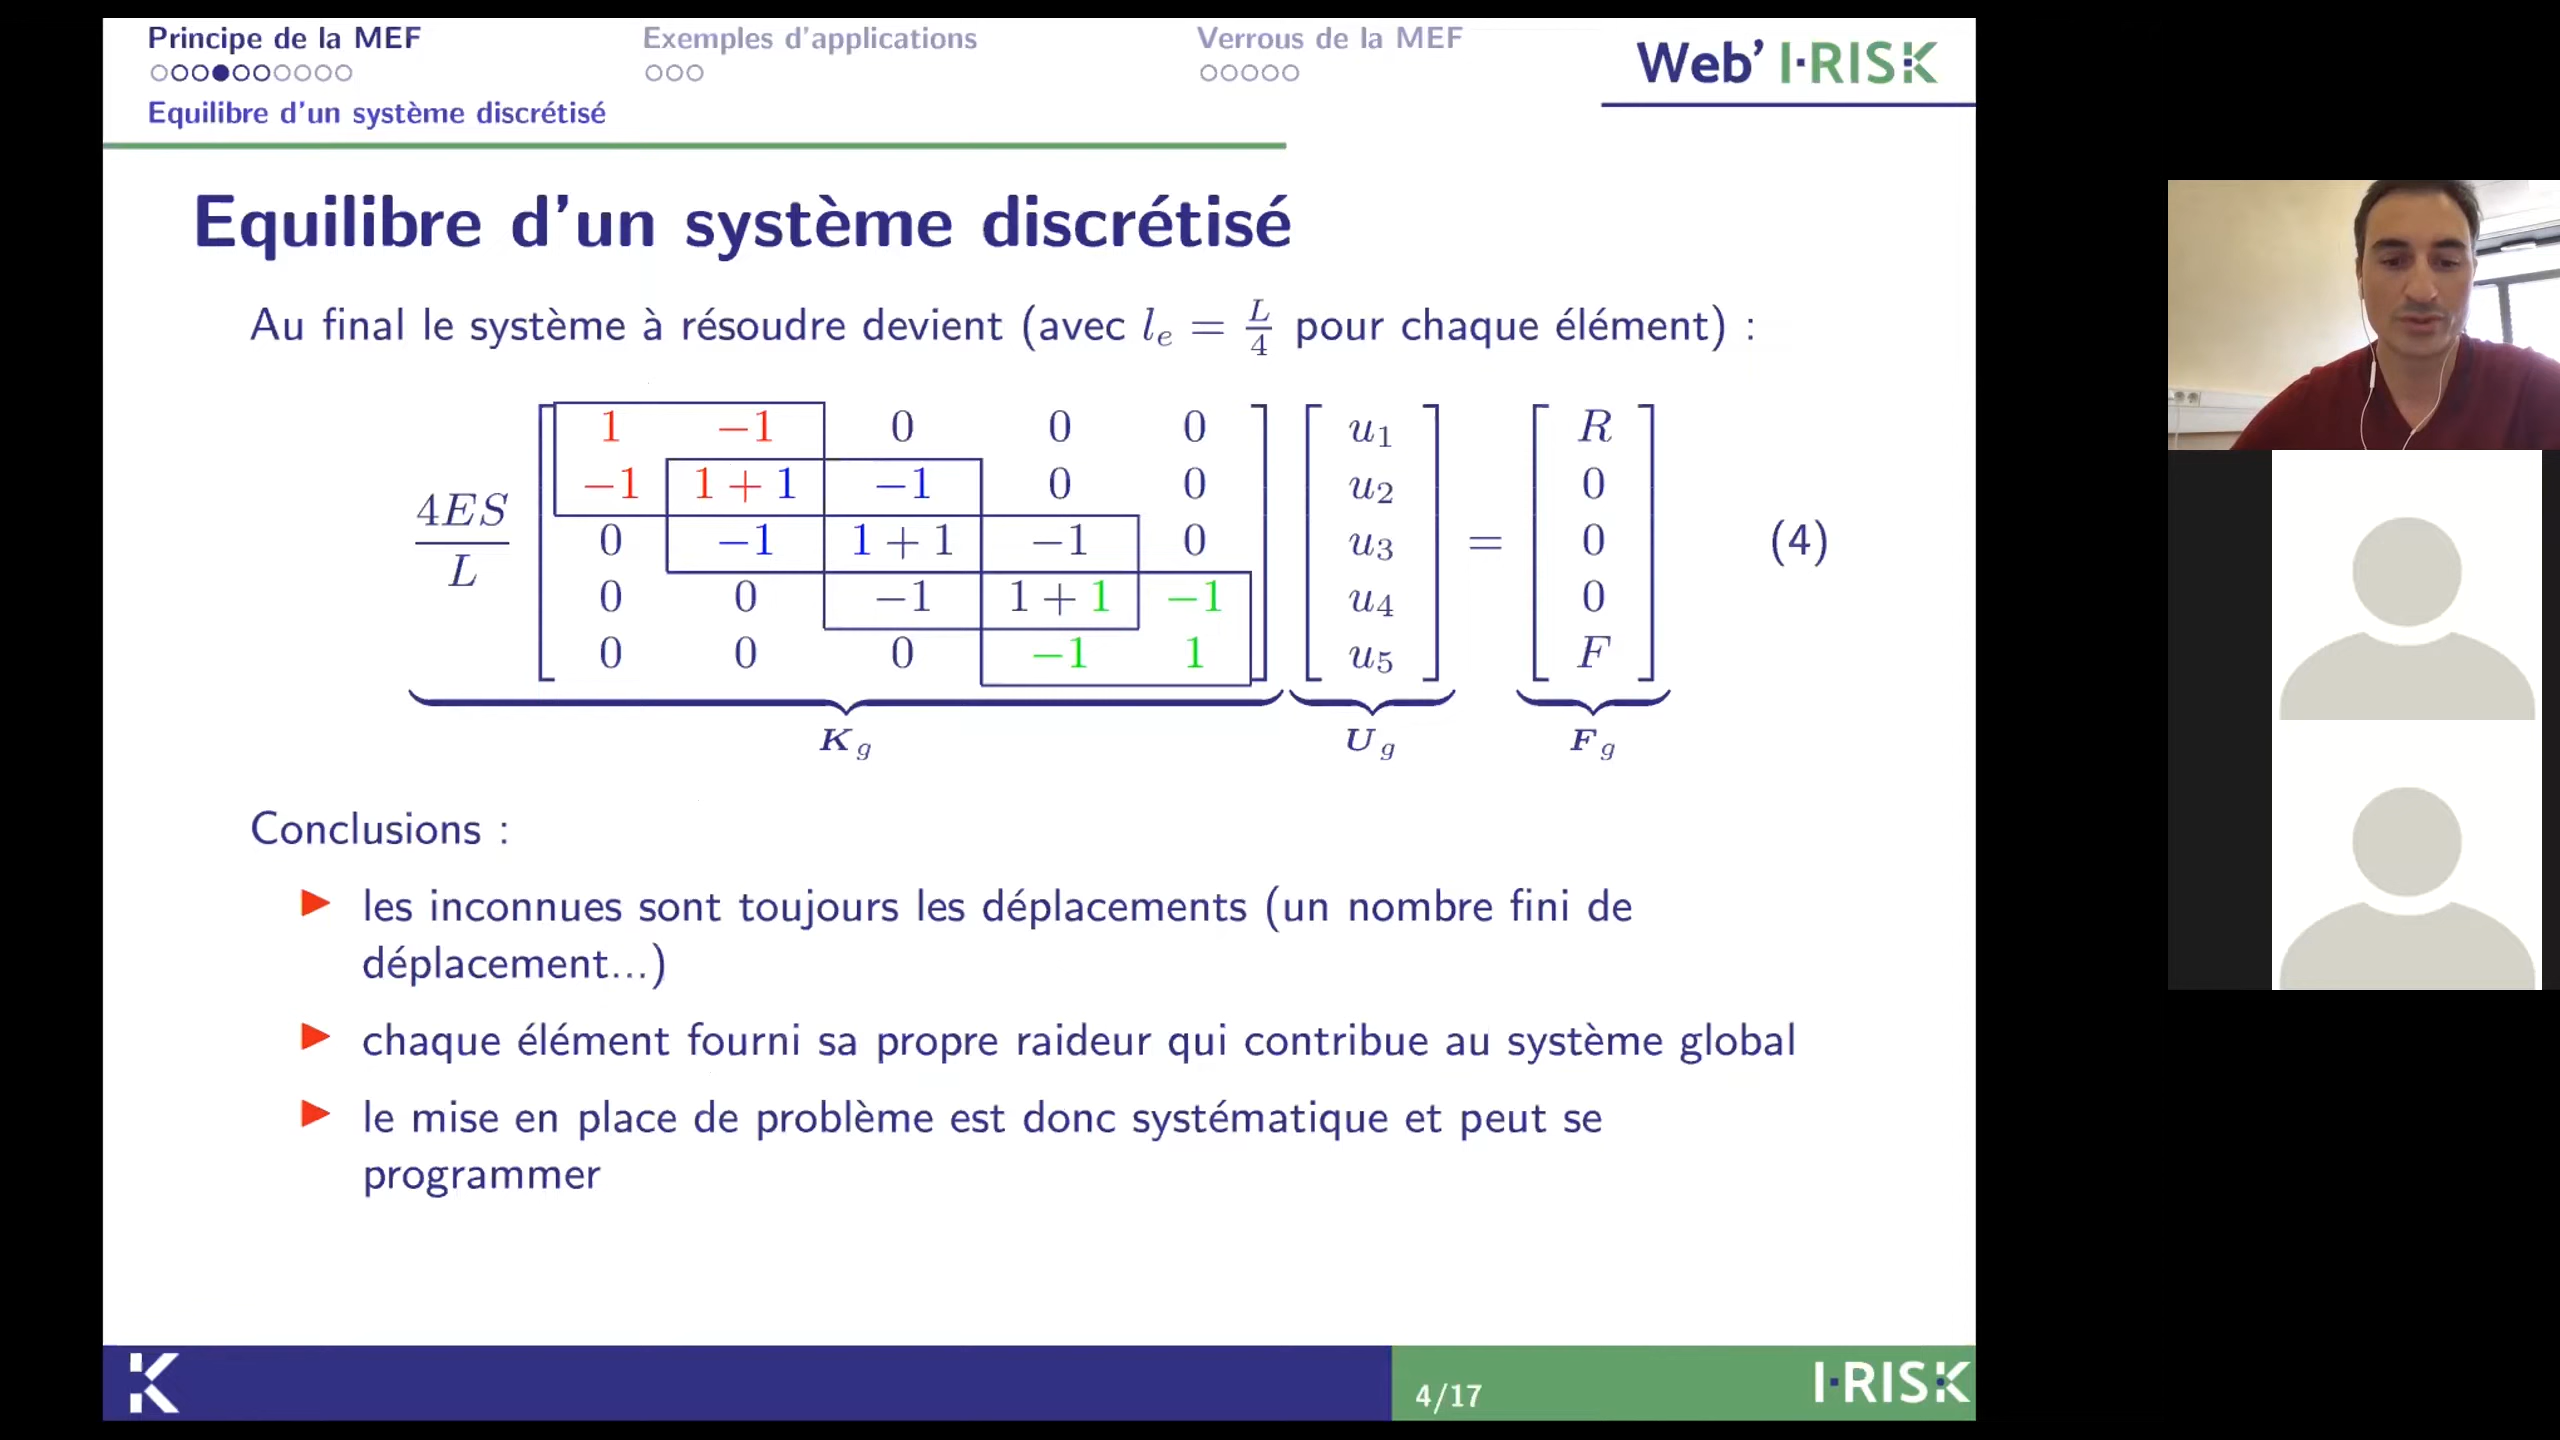 Principe de la MEF
Exemples d'applications
Verrous de la MEF
Web' I·RISK
Equilibre d'un système discrétisé
Equilibre d'un système discrétisé
Au final le système à résoudre devient (avec l_e = L/4 pour chaque élément) :
1 −1 0 0 0 u1 R
−1 1 + 1 −1 0 0 u2 0
4ES/L 0 −1 1 + 1 −1 0 u3 = 0 (4)
0 0 −1 1 + 1 −1 u4 0
0 0 0 −1 1 u5 F
K_g U_g F_g
Conclusions :
les inconnues sont toujours les déplacements (un nombre fini de
déplacement...)
chaque élément fourni sa propre raideur qui contribue au système global
le mise en place de problème est donc systématique et peut se
programmer
K
4/17
I·RISK